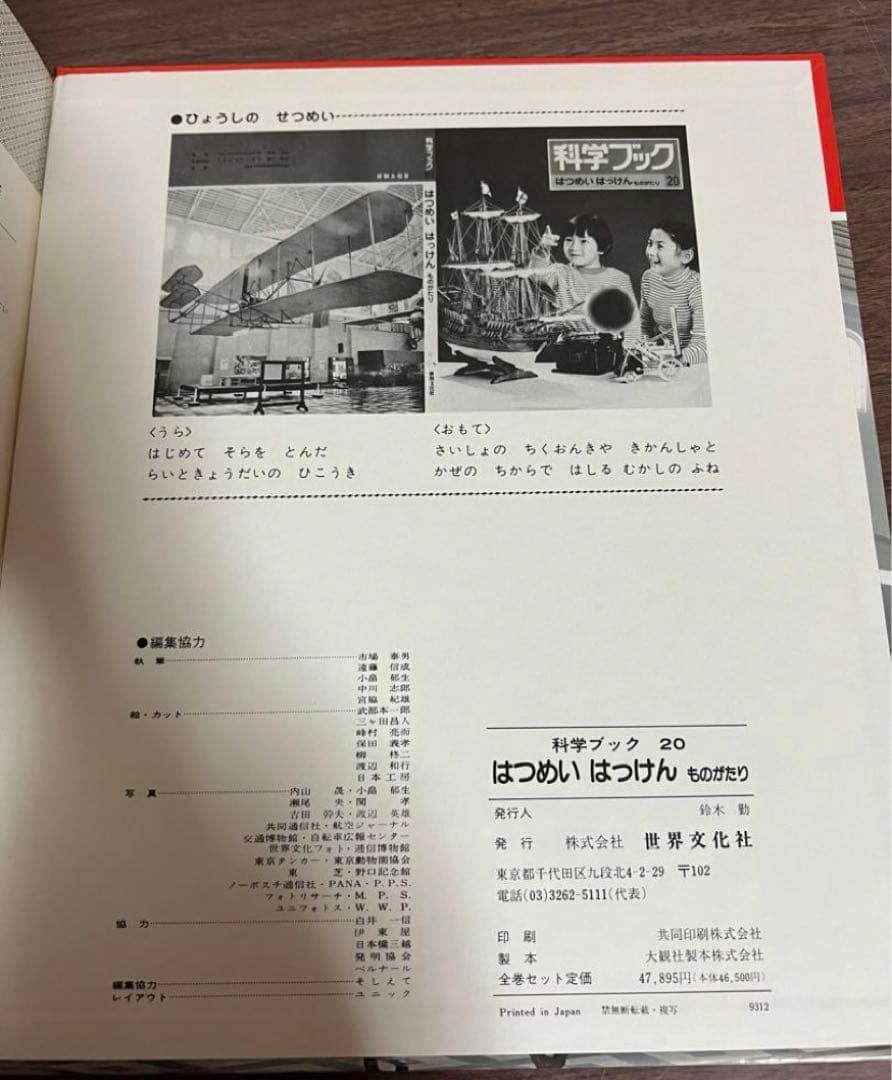 ●ひょうしの せつめい
科学ブック
はつめい はっけん ものがたり
科学ブック
はつめい はっけん ものがたり 20
〈うら〉
はじめて そらを とんだ
らいときょうだいの ひこうき
〈おもて〉
さいしょの ちくおんきや きかんしゃと
かぜの ちからで はしる むかしの ふね
●編集協力
執筆 市場 泰男
遠藤 信成
小畠 郁生
中川 志郎
宮脇 紀雄
絵・カット 武部本一郎
三ヶ田昌人
峰村 亮而
保田 義孝
柳 柊二
渡辺 和行
日本工房
写真 内山 晟・小畠 郁生
瀬尾 央・関 孝
吉田 幹夫・渡辺 英雄
共同通信社・航空ジャーナル
交通博物館・自転車広報センター
世界文化フォト・逓信博物館
東京タンカー・東京動物園協会
東芝・野口記念館
ノーボスチ通信社・PANA・P.P.S.
フォトリサーチ・M.P.S.
ユニフォトス・W.W.P.
協力 白井 一信
伊東屋
日本橋三越
発明協会
ベルナール
編集協力 そしえて
レイアウト ユニック
科学ブック 20
はつめい はっけん ものがたり
発行人 鈴木 勤
発行 株式会社 世界文化社
東京都千代田区九段北4-2-29 〒102
電話(03)3262-5111(代表)
印刷 共同印刷株式会社
製本 大観社製本株式会社
全巻セット定価 47,895円(本体46,500円)
Printed in Japan 禁無断転載・複写 9312